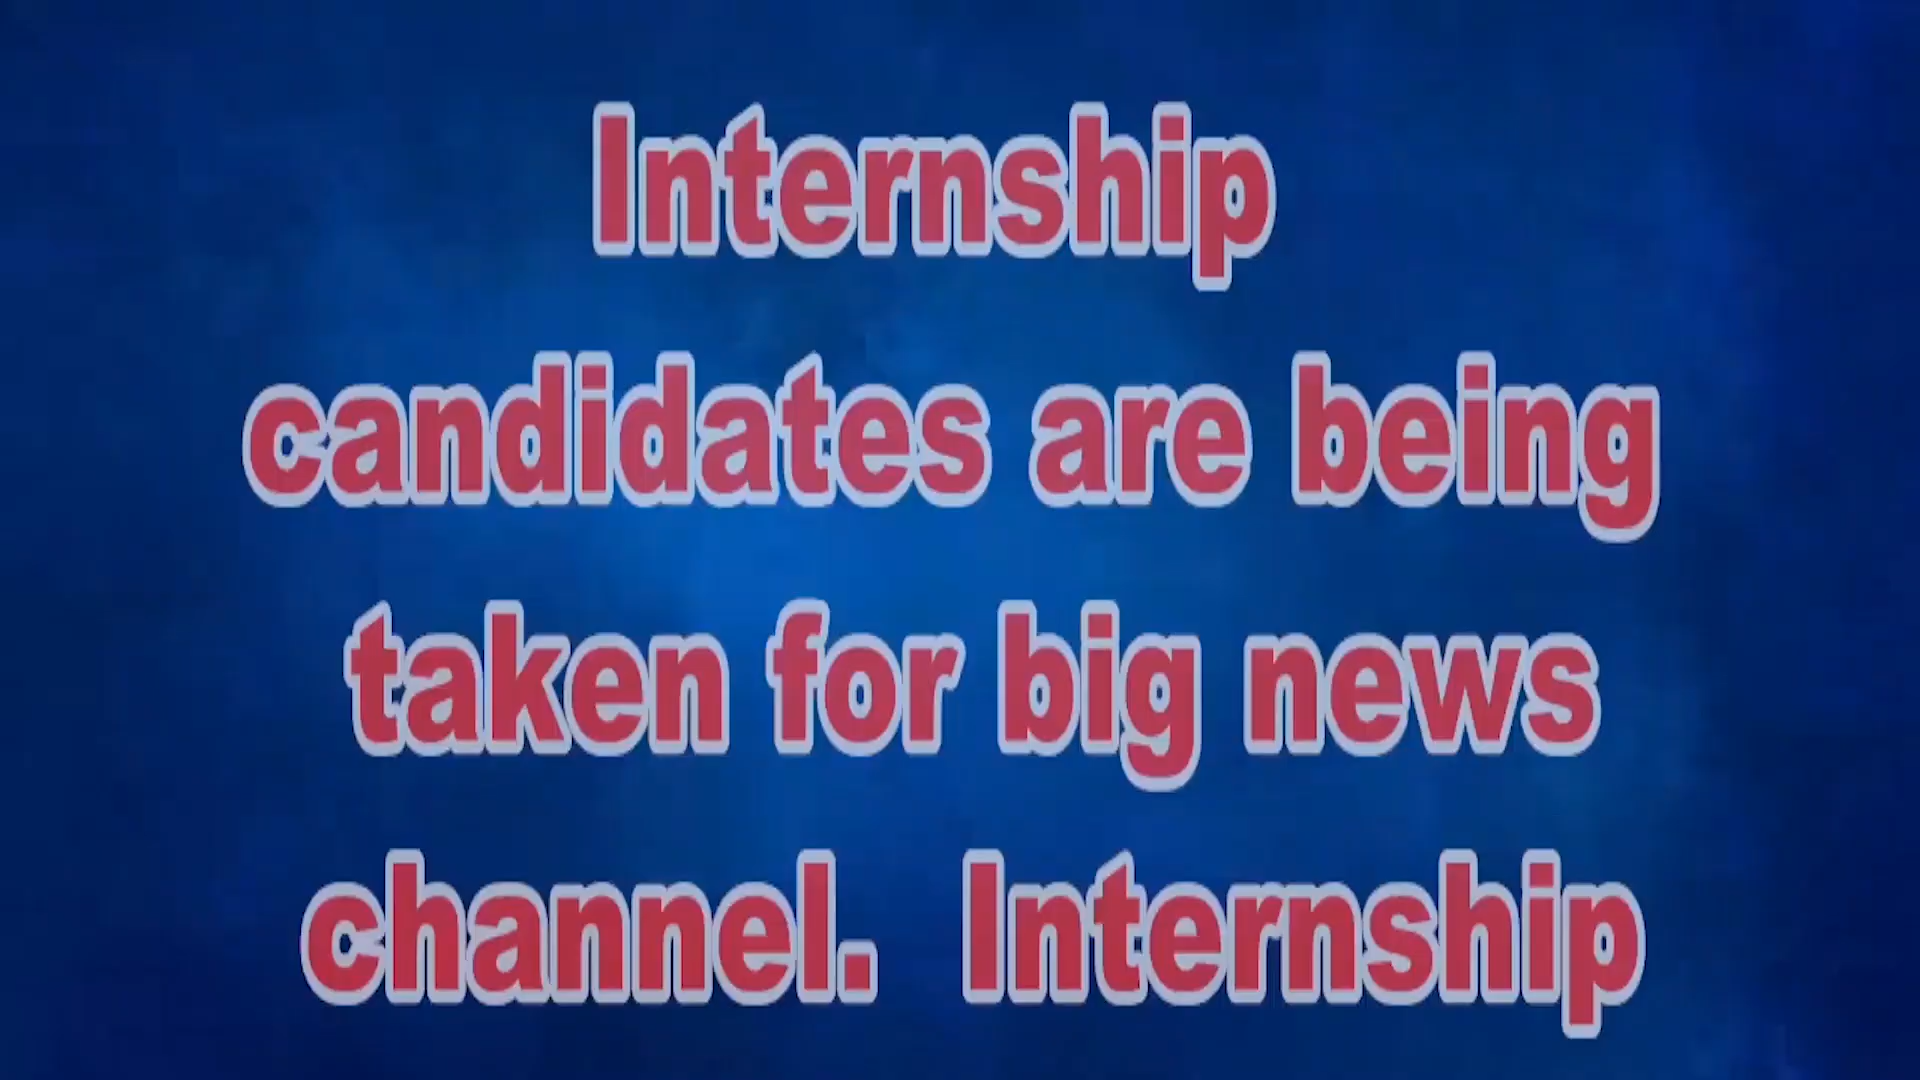 Internship
candidates are being
taken for big news
channel. Internship